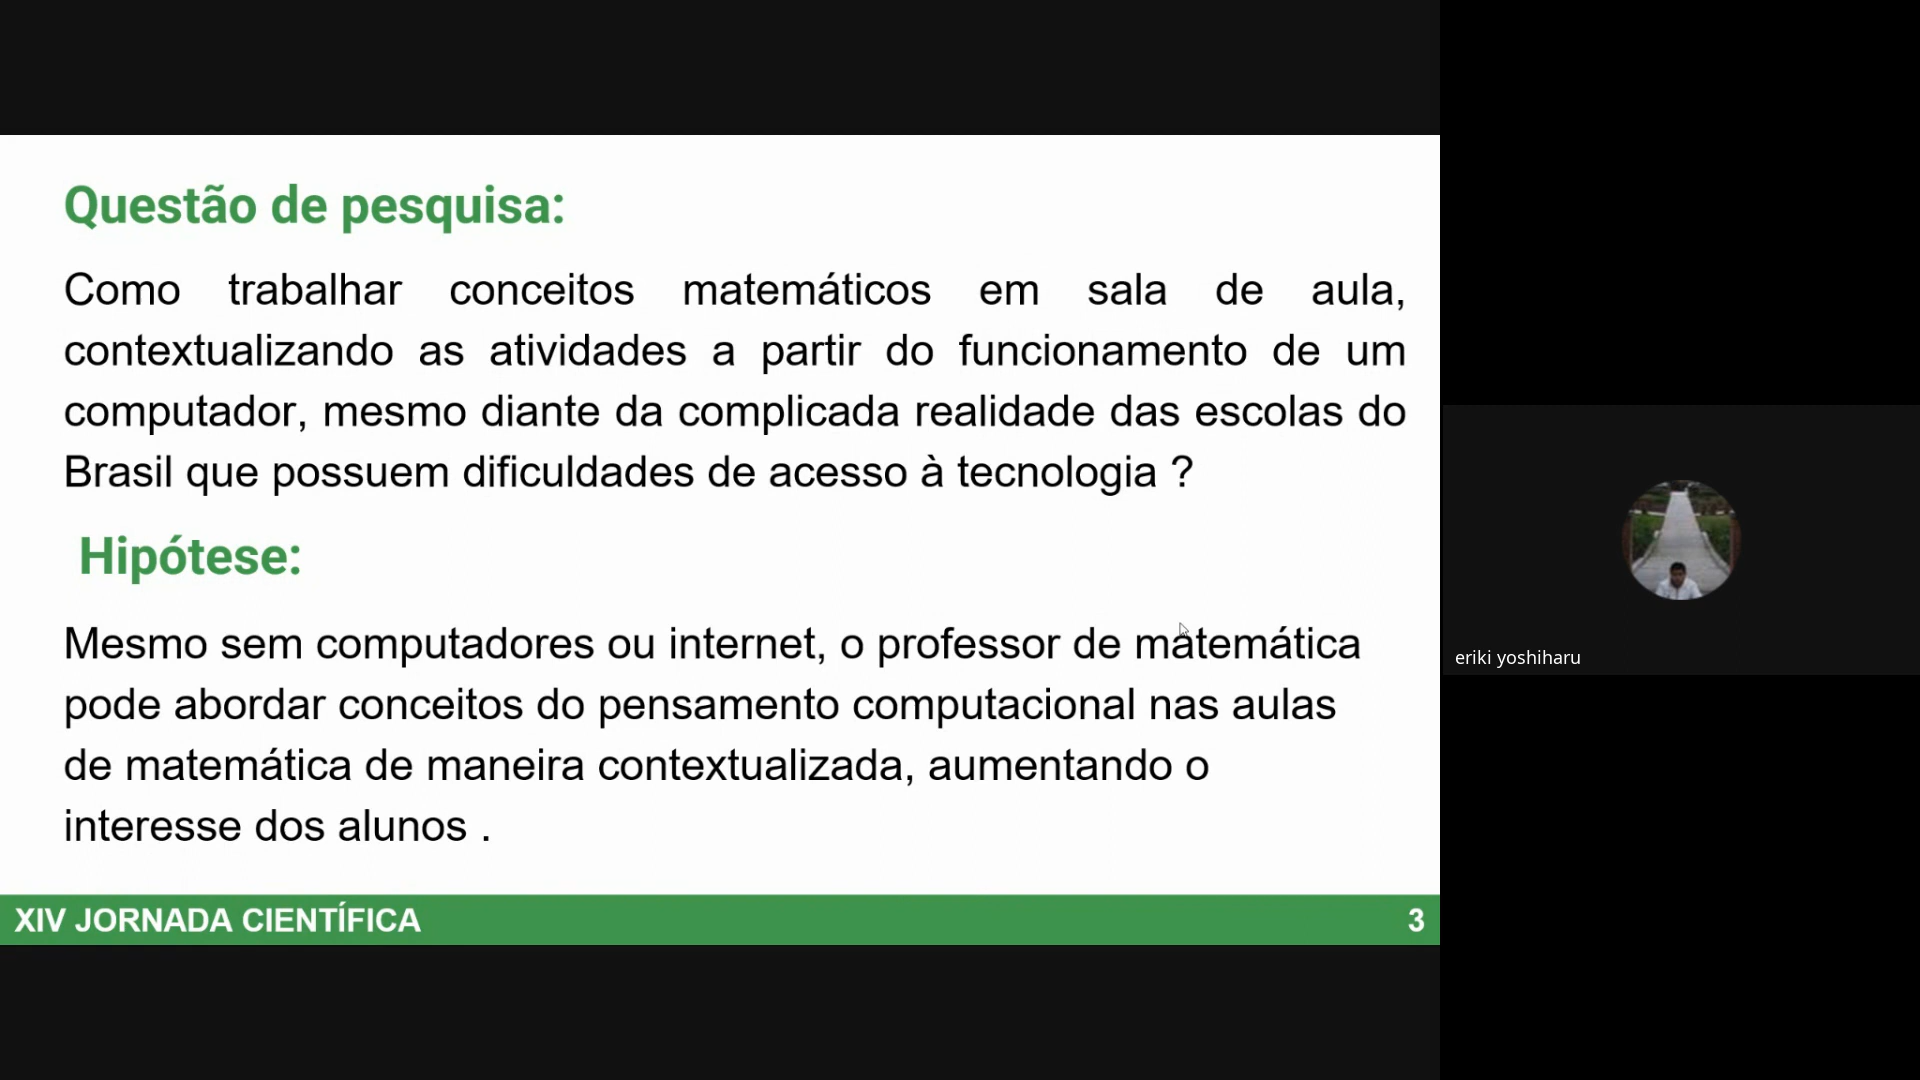 Questão de pesquisa:
Como trabalhar conceitos matemáticos em sala de aula,
contextualizando as atividades a partir do funcionamento de um
computador, mesmo diante da complicada realidade das escolas do
Brasil que possuem dificuldades de acesso à tecnologia ?
Hipótese:
Mesmo sem computadores ou internet, o professor de matemática
pode abordar conceitos do pensamento computacional nas aulas
de matemática de maneira contextualizada, aumentando o
interesse dos alunos .
XIV JORNADA CIENTÍFICA
3
eriki yoshiharu